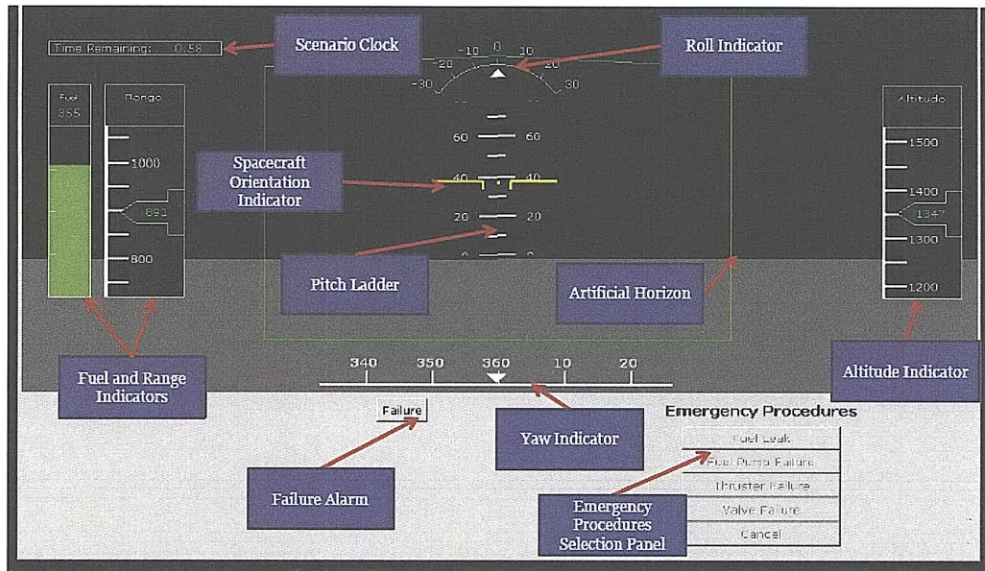 Time Remaining: 0.58
Scenario Clock
Roll Indicator
-30 -20 -10 0 10 20 30
Fuel
355
Range
1000
891
800
Altitude
1500
1400
1347
1300
1200
60 60
40 40
20 20
Spacecraft
Orientation
Indicator
Pitch Ladder
Artificial Horizon
Fuel and Range
Indicators
Altitude Indicator
340 350 360 10 20
Failure
Yaw Indicator
Failure Alarm
Emergency Procedures
Fuel Leak
Fuel Pump Failure
Thruster Failure
Valve Failure
Cancel
Emergency
Procedures
Selection Panel